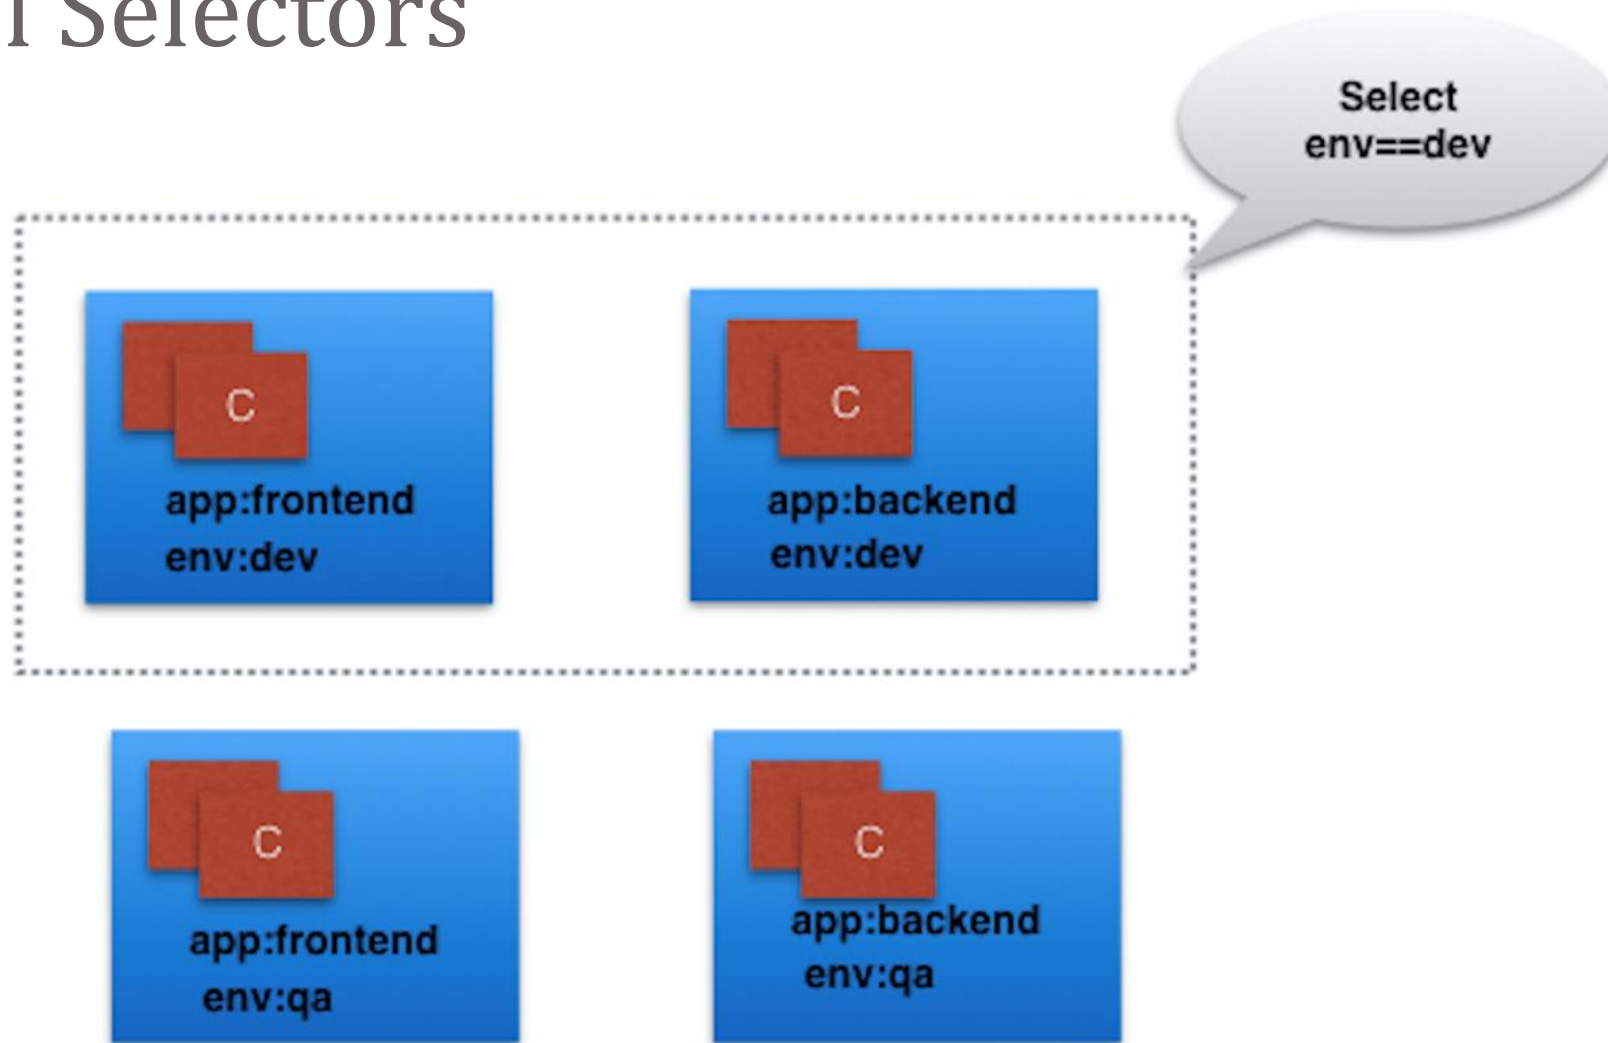 l Selectors
Select
env==dev
C
app:frontend
env:dev
C
app:backend
env:dev
C
app:frontend
env:qa
C
app:backend
env:qa